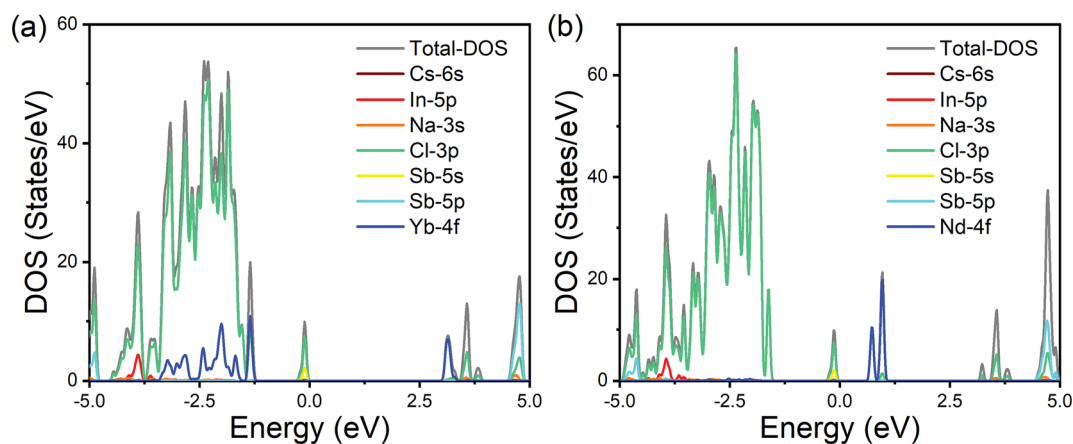 (a)
60
40
20
0
DOS (States/eV)
Total-DOS
Cs-6s
In-5p
Na-3s
Cl-3p
Sb-5s
Sb-5p
Yb-4f
-5.0 -2.5 0.0 2.5 5.0
Energy (eV)
(b)
60
40
20
0
DOS (States/eV)
Total-DOS
Cs-6s
In-5p
Na-3s
Cl-3p
Sb-5s
Sb-5p
Nd-4f
-5.0 -2.5 0.0 2.5 5.0
Energy (eV)